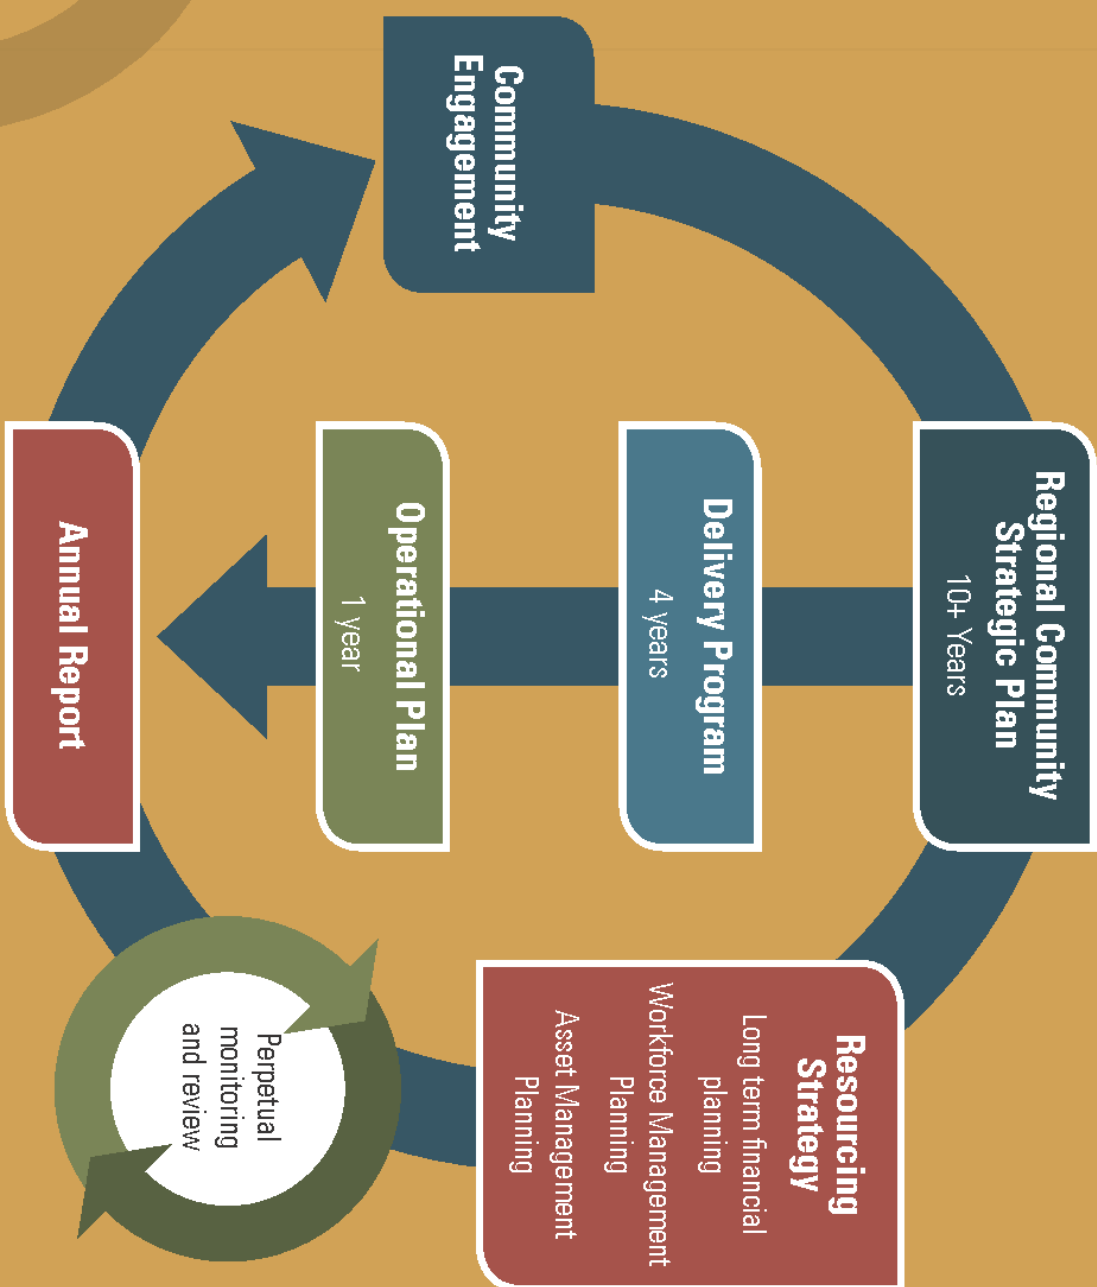 Community
Engagement
Regional Community
Strategic Plan
10+ Years
Delivery Program
4 years
Operational Plan
1 year
Annual Report
Resourcing
Strategy
Long term financial
planning
Workforce Management
Planning
Asset Management
Planning
Perpetual
monitoring
and review